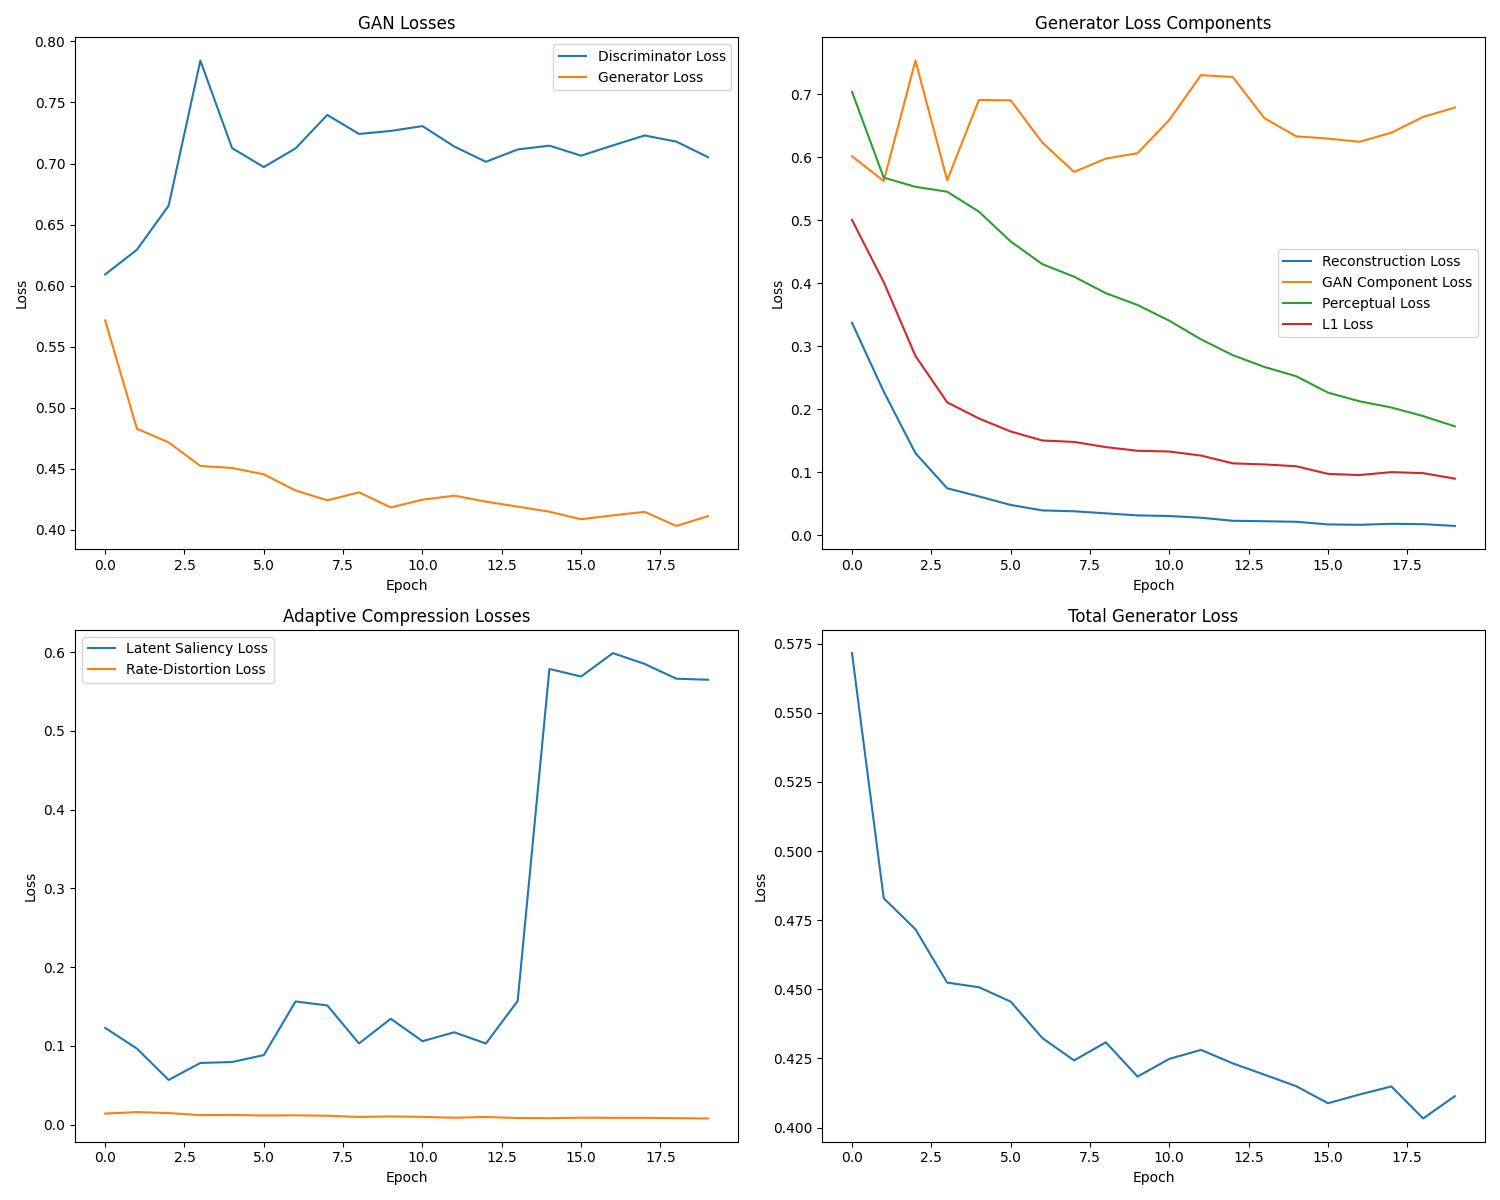 GAN Losses
0.80
0.75
0.70
0.65
0.60
0.55
0.50
0.45
0.40
Loss
Discriminator Loss
Generator Loss
0.0 2.5 5.0 7.5 10.0 12.5 15.0 17.5
Epoch
Generator Loss Components
0.7
0.6
0.5
0.4
0.3
0.2
0.1
0.0
Loss
Reconstruction Loss
GAN Component Loss
Perceptual Loss
L1 Loss
0.0 2.5 5.0 7.5 10.0 12.5 15.0 17.5
Epoch
Adaptive Compression Losses
Latent Saliency Loss
Rate-Distortion Loss
0.6
0.5
0.4
0.3
0.2
0.1
0.0
Loss
0.0 2.5 5.0 7.5 10.0 12.5 15.0 17.5
Epoch
Total Generator Loss
0.575
0.550
0.525
0.500
0.475
0.450
0.425
0.400
Loss
0.0 2.5 5.0 7.5 10.0 12.5 15.0 17.5
Epoch